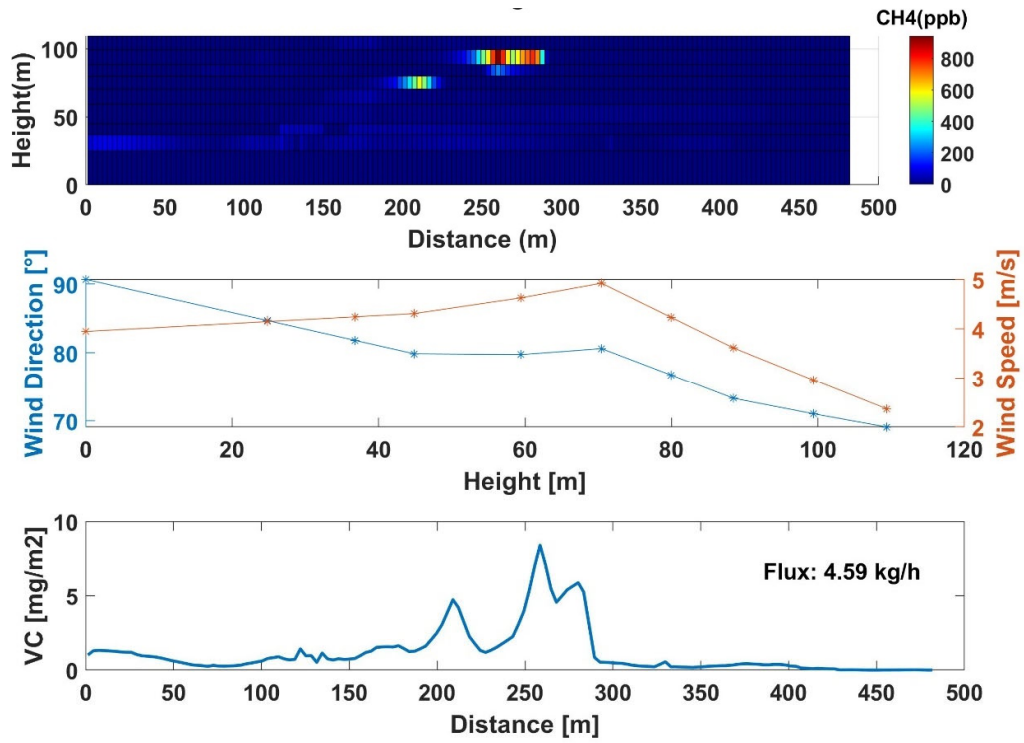 CH4(ppb)
Height(m)
100
50
0
800
600
400
200
0
0 50 100 150 200 250 300 350 400 450 500
Distance (m)
Wind Direction [°]
90
80
70
5
4
3
2
Wind Speed [m/s]
0 20 40 60 80 100 120
Height [m]
VC [mg/m2]
10
5
0
Flux: 4.59 kg/h
0 50 100 150 200 250 300 350 400 450 500
Distance [m]